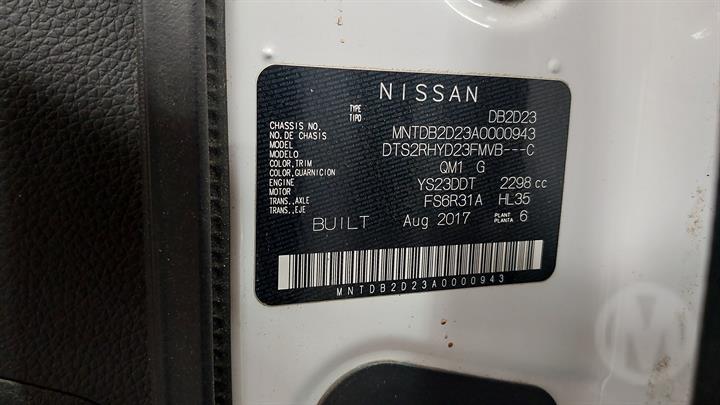 NISSAN
TYPE DB2D23
TIPO
CHASSIS NO. MNTDB2D23A0000943
NO. DE CHASIS
MODEL DTS2RHYD23FMVB---C
MODELO
COLOR,TRIM QM1 G
COLOR,GUARNICION
ENGINE YS23DDT 2298 cc
MOTOR
TRANS.,AXLE FS6R31A HL35
TRANS.,EJE
BUILT Aug 2017 PLANT 6
PLANTA
MNTDB2D23A0000943
M